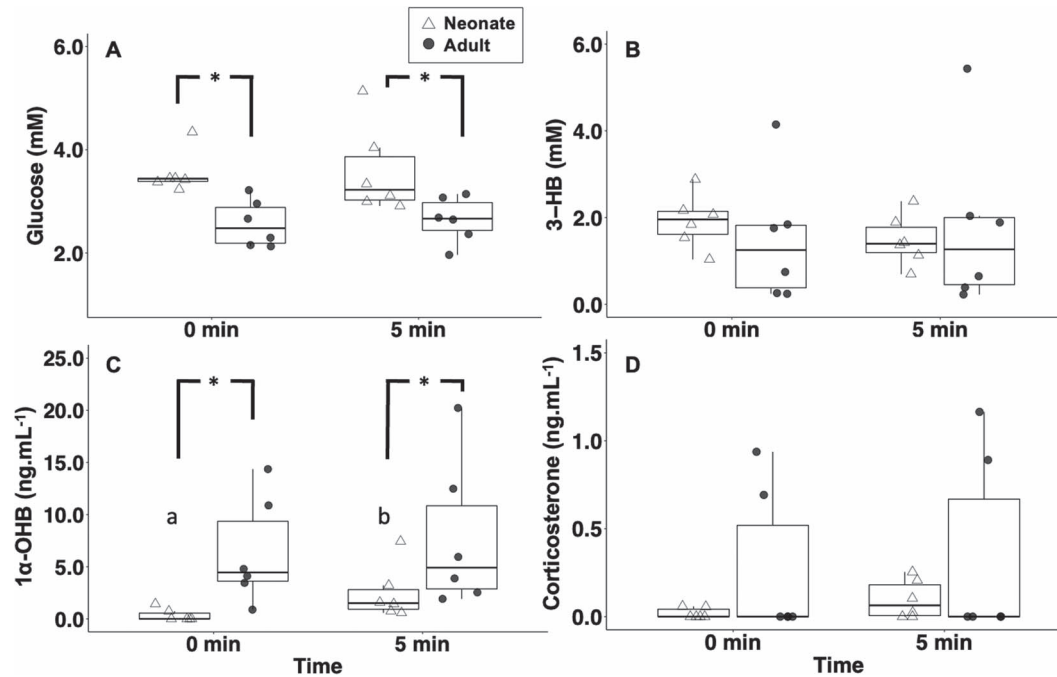 Neonate
Adult
A
Glucose (mM)
6.0
4.0
2.0
*
*
0 min
5 min
B
3–HB (mM)
6.0
4.0
2.0
0.0
0 min
5 min
C
1α-OHB (ng.mL-1)
25.0
20.0
15.0
10.0
5.0
0.0
*
*
a
b
0 min
5 min
Time
D
Corticosterone (ng.mL-1)
1.5
1.0
0.5
0.0
0 min
5 min
Time